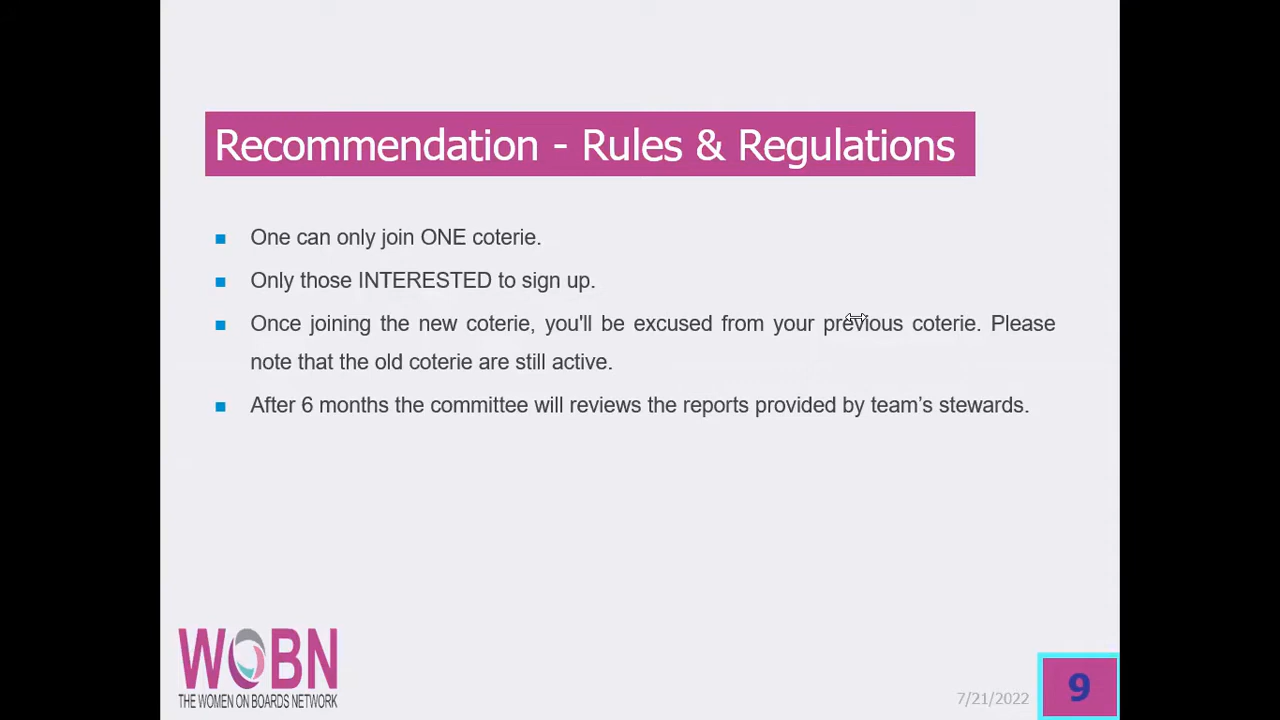 Recommendation - Rules & Regulations
One can only join ONE coterie.
Only those INTERESTED to sign up.
Once joining the new coterie, you'll be excused from your previous coterie. Please
note that the old coterie are still active.
After 6 months the committee will reviews the reports provided by team’s stewards.
WOBN
THE WOMEN ON BOARDS NETWORK
7/21/2022
9